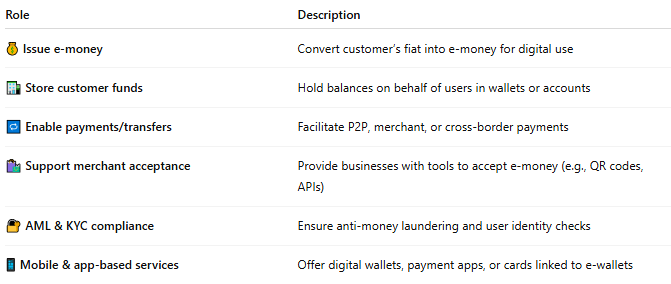 Role Description
💰 Issue e-money Convert customer’s fiat into e-money for digital use
🏦 Store customer funds Hold balances on behalf of users in wallets or accounts
🔁 Enable payments/transfers Facilitate P2P, merchant, or cross-border payments
🛍️ Support merchant acceptance Provide businesses with tools to accept e-money (e.g., QR codes,
APIs)
🔐 AML & KYC compliance Ensure anti-money laundering and user identity checks
📱 Mobile & app-based services Offer digital wallets, payment apps, or cards linked to e-wallets